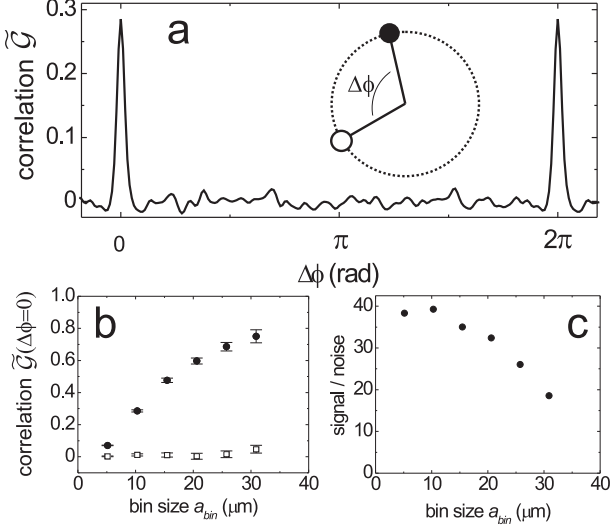 a
correlation G̃
0.3
0.2
0.1
0
Δϕ
0
π
2π
Δϕ (rad)
b
correlation G̃(Δϕ=0)
1.0
0.8
0.6
0.4
0.2
0.0
0 10 20 30 40
bin size a_bin (μm)
c
signal / noise
40
30
20
10
0
0 10 20 30 40
bin size a_bin (μm)